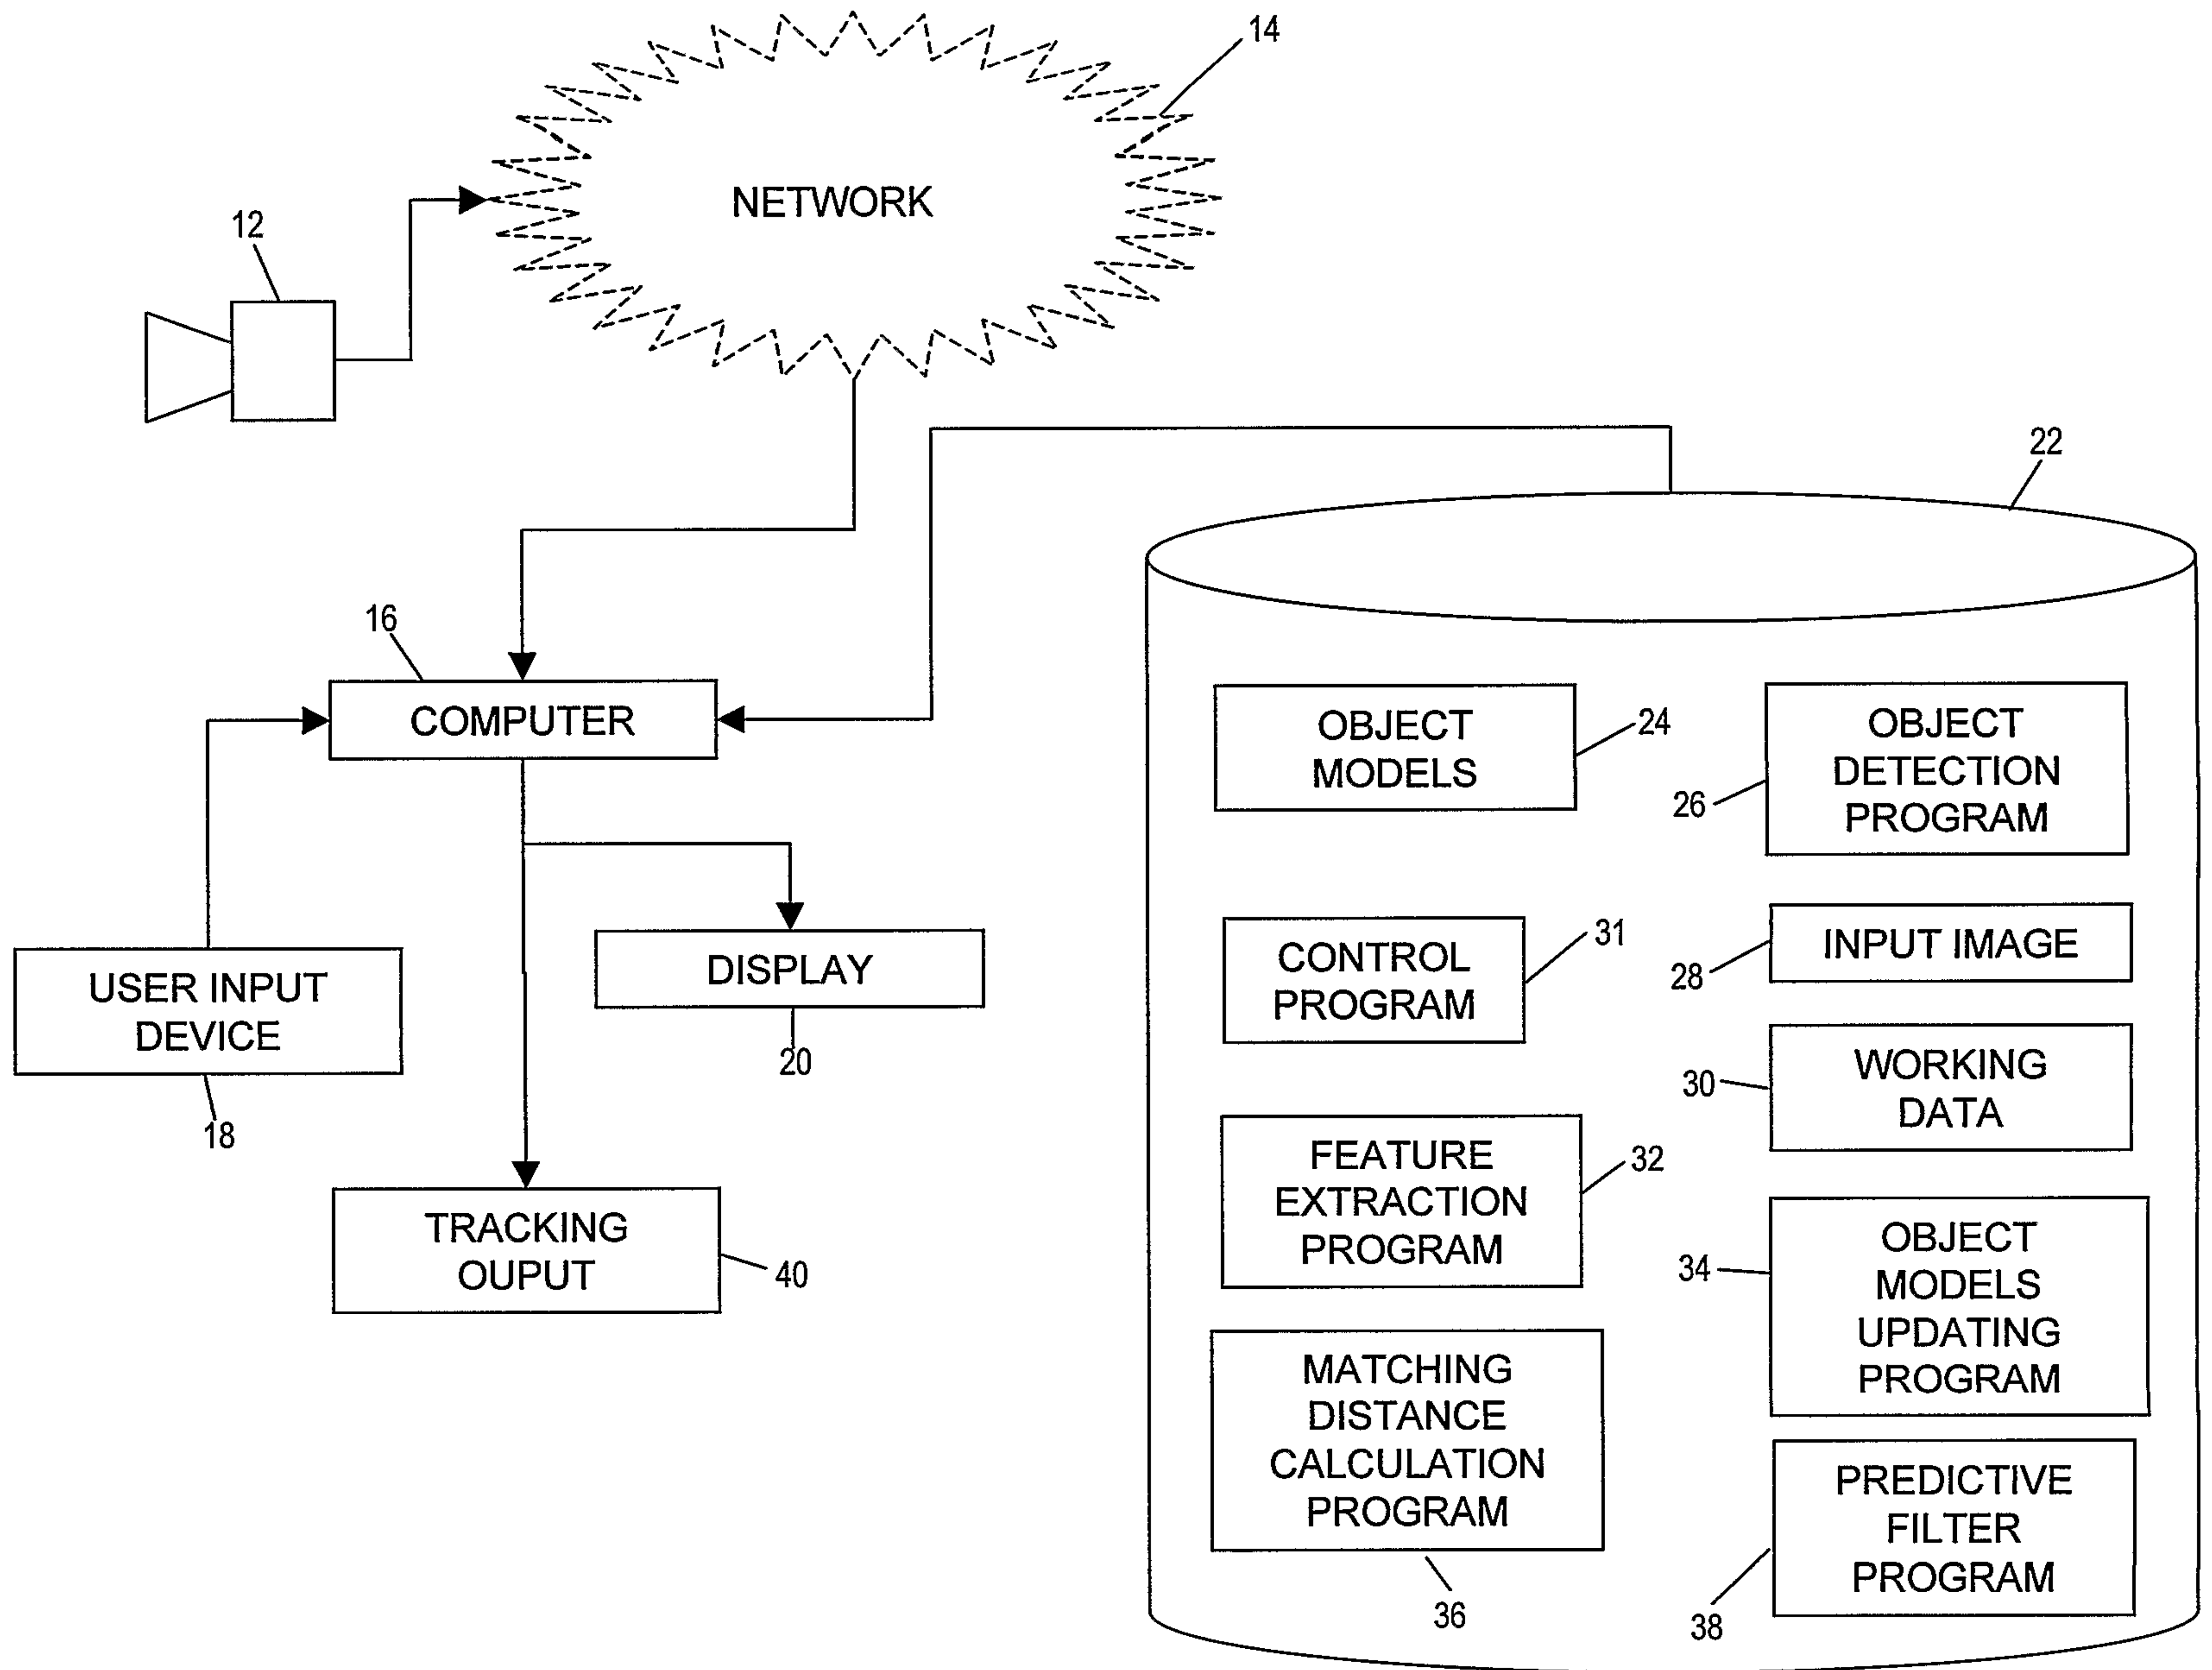 14
NETWORK
12
22
16
COMPUTER
OBJECT
MODELS
24
OBJECT
DETECTION
PROGRAM
26
USER INPUT
DEVICE
18
DISPLAY
20
CONTROL
PROGRAM
31
INPUT IMAGE
28
WORKING
DATA
30
FEATURE
EXTRACTION
PROGRAM
32
TRACKING
OUPUT
40
OBJECT
MODELS
UPDATING
PROGRAM
34
MATCHING
DISTANCE
CALCULATION
PROGRAM
36
PREDICTIVE
FILTER
PROGRAM
38